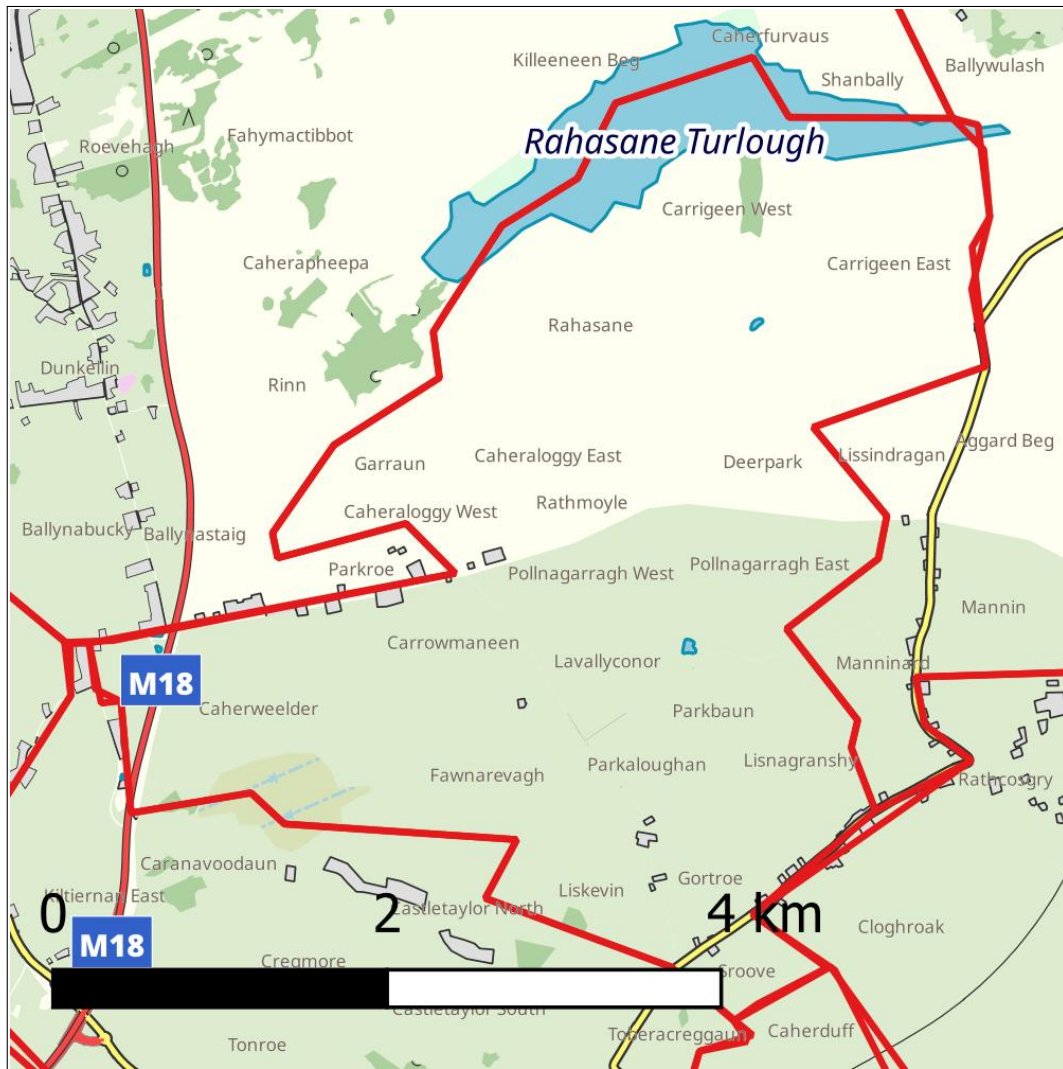 Caherfurvaus
Killeeneen Beg
Ballywulash
Shanbally
Fahymactibbot
Rahasane Turlough
Roevehagh
Carrigeen West
Caherapheepa
Carrigeen East
Rahasane
Dunkellin
Rinn
Aggard Beg
Garraun
Caheraloggy East
Deerpark
Lissindragan
Rathmoyle
Caheraloggy West
Ballynabucky
Ballynastaig
Parkroe
Pollnagarragh West
Pollnagarragh East
Mannin
Carrowmaneen
Lavallyconor
Manninard
M18
Caherweelder
Parkbaun
Fawnarevagh
Parkaloughan
Lisnagranshy
Rathcosgry
Caranavoodaun
Kiltiernan East
Liskevin
Gortroe
0
2
4 km
Castletaylor North
Cloghroak
M18
Cregmore
Sroove
Castletaylor South
Toberacreggaun
Caherduff
Tonroe